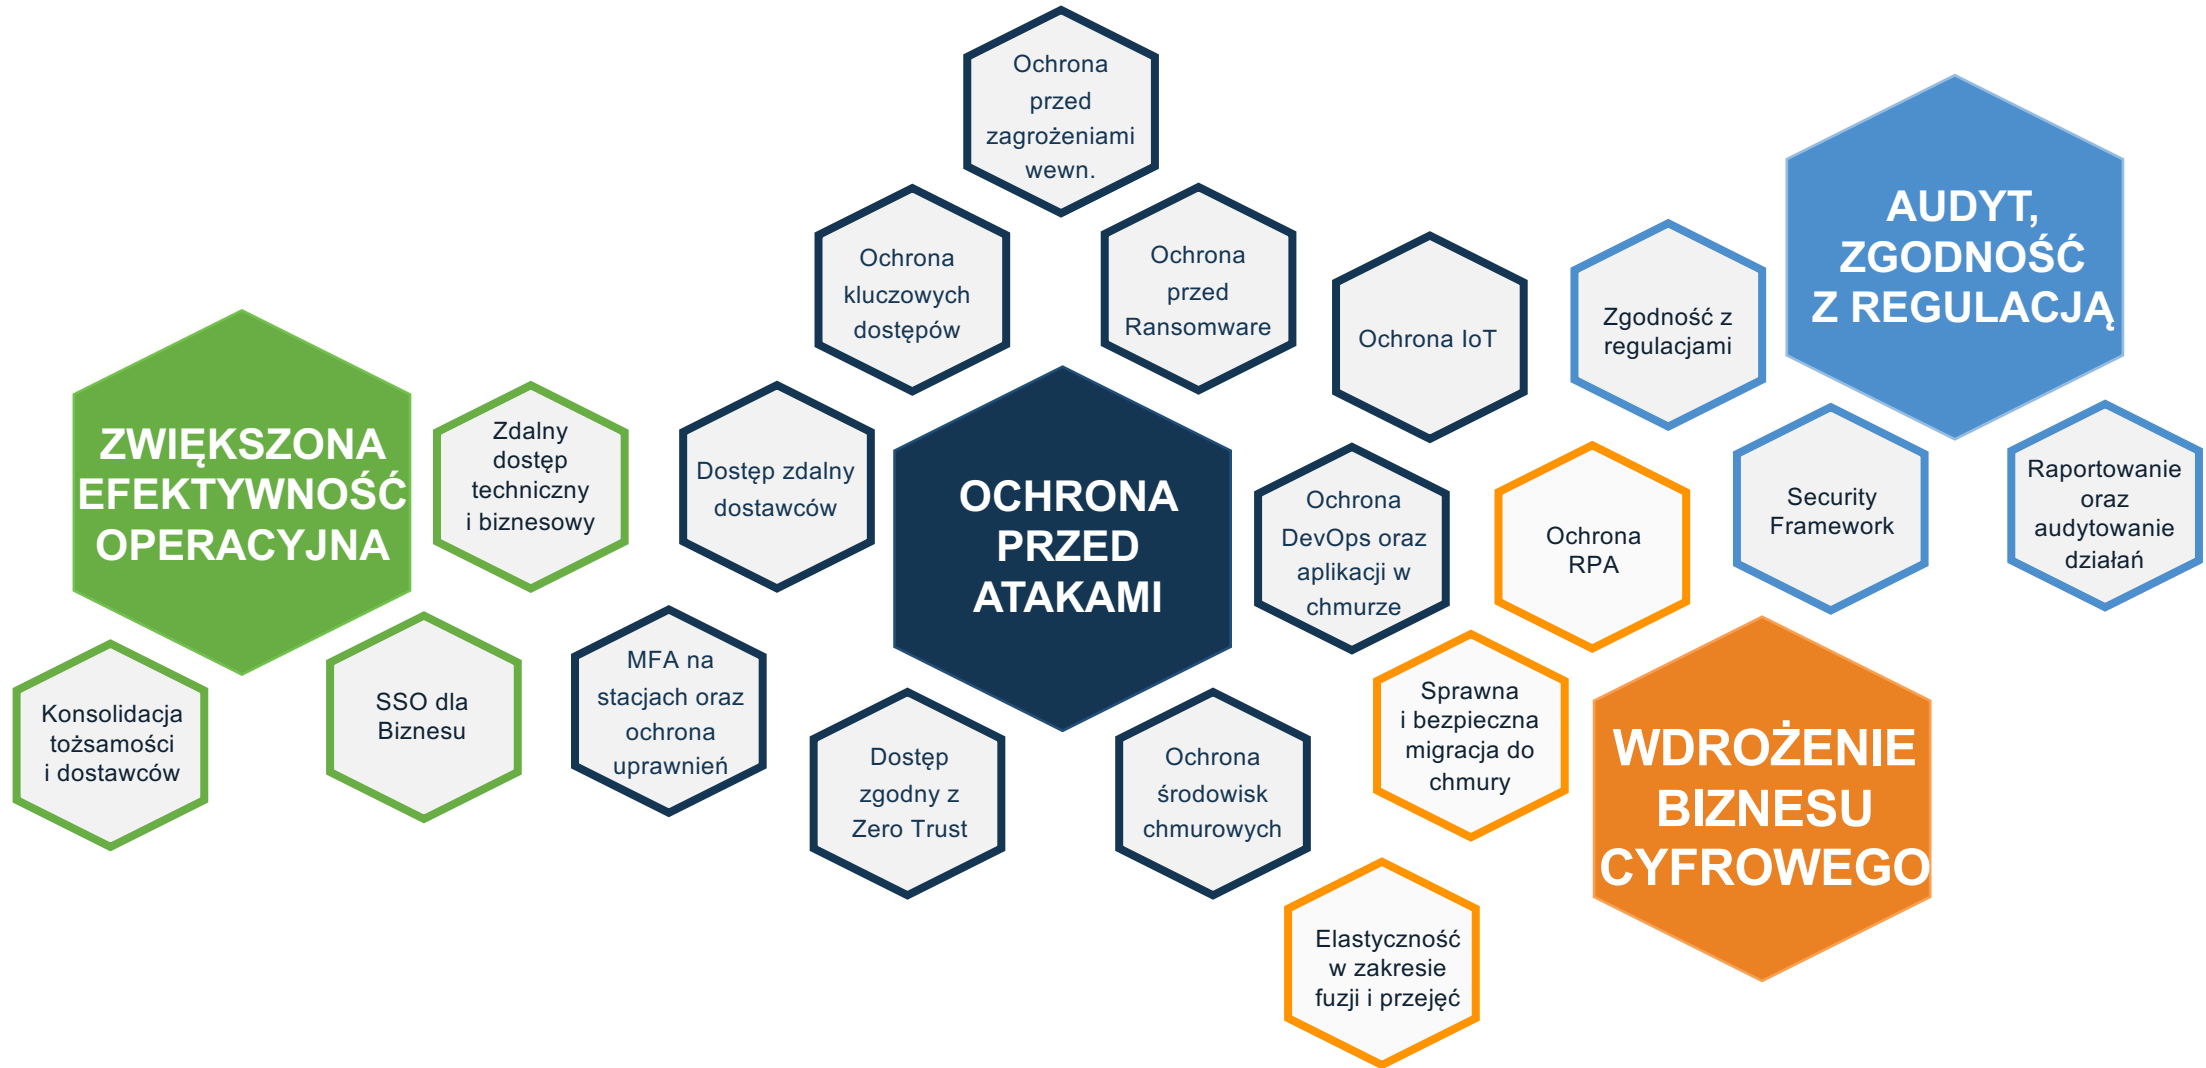 Ochrona
przed
zagrożeniami
wewn.
Ochrona
kluczowych
dostępów
Ochrona
przed
Ransomware
Ochrona IoT
Zgodność z
regulacjami
AUDYT,
ZGODNOŚĆ
Z REGULACJĄ
ZWIĘKSZONA
EFEKTYWNOŚĆ
OPERACYJNA
Zdalny
dostęp
techniczny
i biznesowy
Dostęp zdalny
dostawców
OCHRONA
PRZED
ATAKAMI
Ochrona
DevOps oraz
aplikacji w
chmurze
Ochrona
RPA
Security
Framework
Raportowanie
oraz
audytowanie
działań
Konsolidacja
tożsamości
i dostawców
SSO dla
Biznesu
MFA na
stacjach oraz
ochrona
uprawnień
Dostęp
zgodny z
Zero Trust
Ochrona
środowisk
chmurowych
Sprawna
i bezpieczna
migracja do
chmury
WDROŻENIE
BIZNESU
CYFROWEGO
Elastyczność
w zakresie
fuzji i przejęć